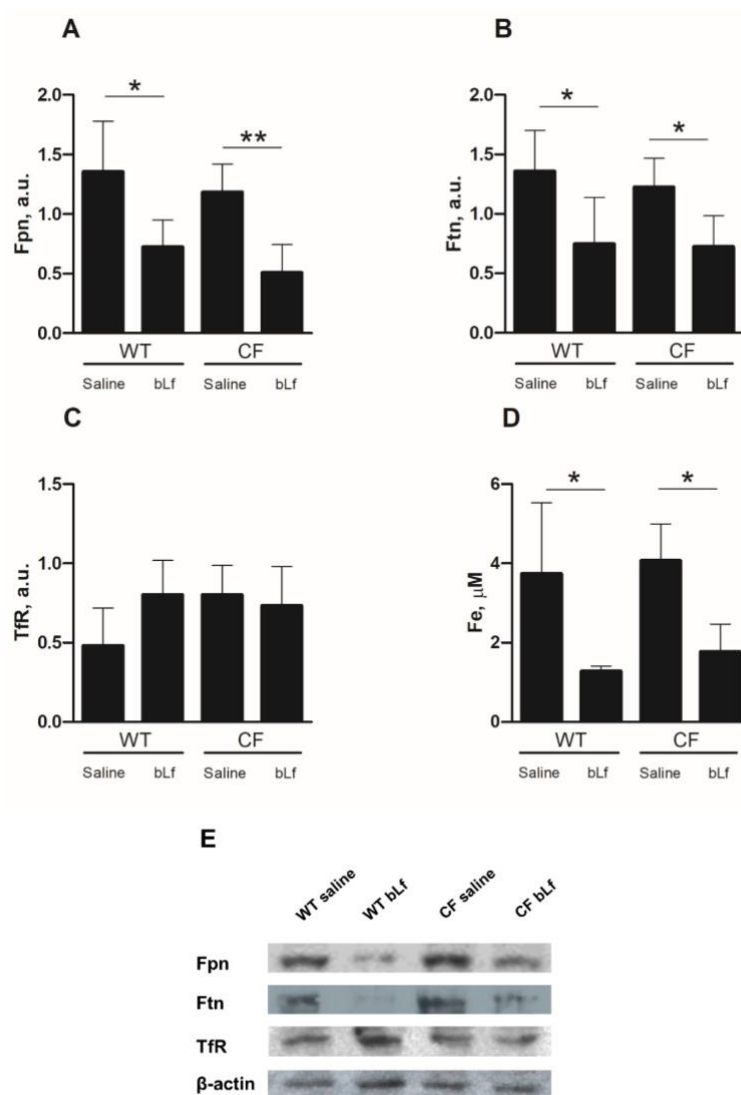 A
B
*
**
2.0
1.5
1.0
0.5
0.0
Fpn, a.u.
WT
CF
Saline
bLf
Saline
bLf
*
*
2.0
1.5
1.0
0.5
0.0
Ftn, a.u.
WT
CF
Saline
bLf
Saline
bLf
C
D
1.5
1.0
0.5
0.0
TfR, a.u.
WT
CF
Saline
bLf
Saline
bLf
*
*
6
4
2
0
Fe, μM
WT
CF
Saline
bLf
Saline
bLf
E
WT saline
WT bLf
CF saline
CF bLf
Fpn
Ftn
TfR
β-actin